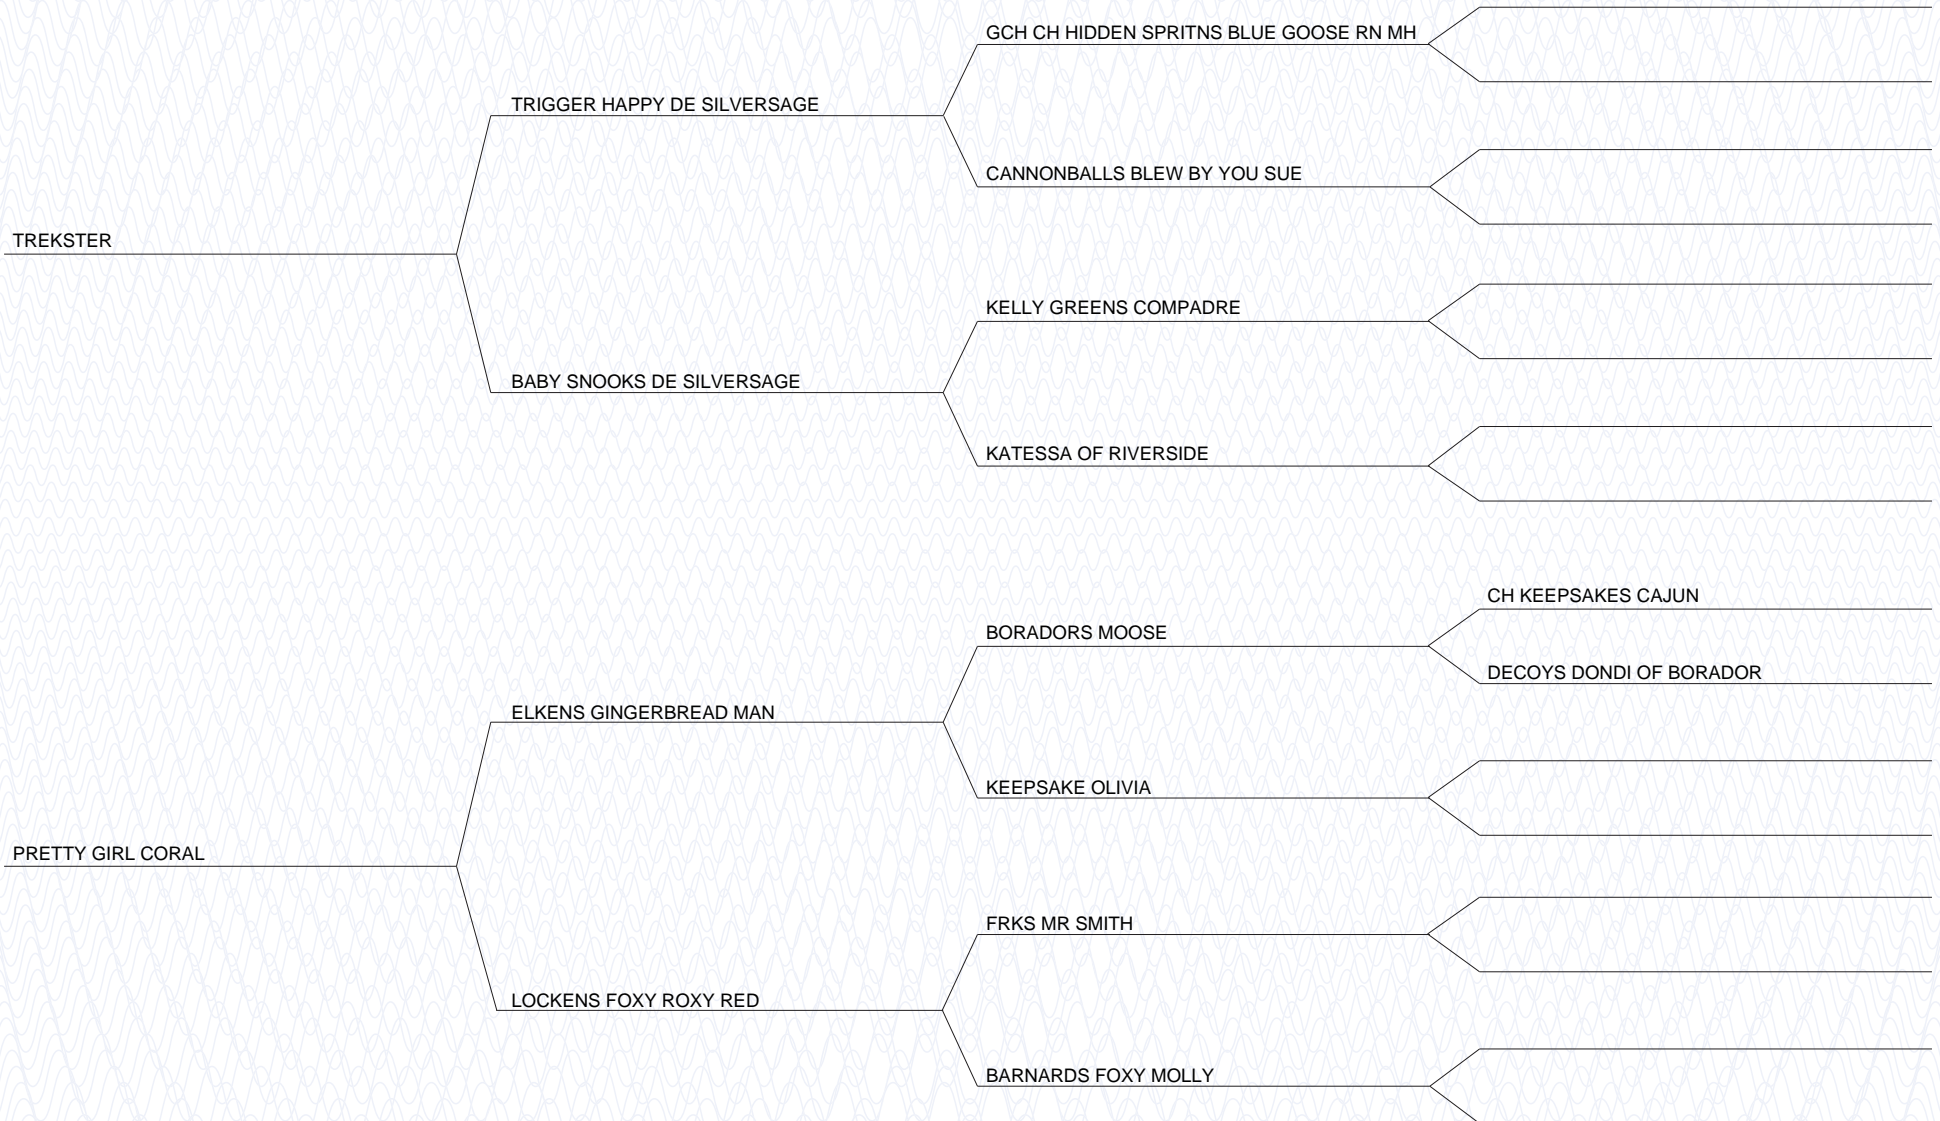 GCH CH HIDDEN SPRITNS BLUE GOOSE RN MH
TRIGGER HAPPY DE SILVERSAGE
CANNONBALLS BLEW BY YOU SUE
TREKSTER
KELLY GREENS COMPADRE
BABY SNOOKS DE SILVERSAGE
KATESSA OF RIVERSIDE
CH KEEPSAKES CAJUN
BORADORS MOOSE
DECOYS DONDI OF BORADOR
ELKENS GINGERBREAD MAN
KEEPSAKE OLIVIA
PRETTY GIRL CORAL
FRKS MR SMITH
LOCKENS FOXY ROXY RED
BARNARDS FOXY MOLLY